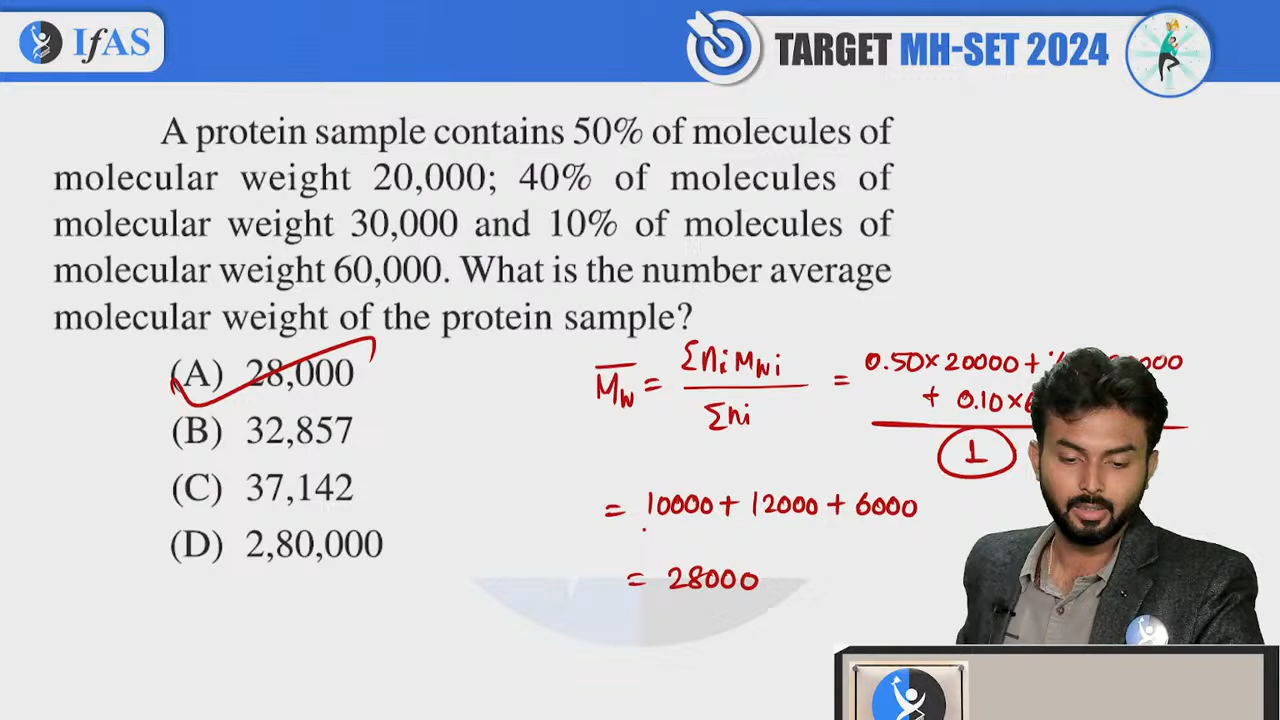 IfAS
TARGET MH-SET 2024
A protein sample contains 50% of molecules of
molecular weight 20,000; 40% of molecules of
molecular weight 30,000 and 10% of molecules of
molecular weight 60,000. What is the number average
molecular weight of the protein sample?
(A) 28,000
(B) 32,857
(C) 37,142
(D) 2,80,000
M̅w = Σni Mwi / Σni = 0.50×20000+
+ 0.10×
1
= 10000 + 12000 + 6000
= 28000